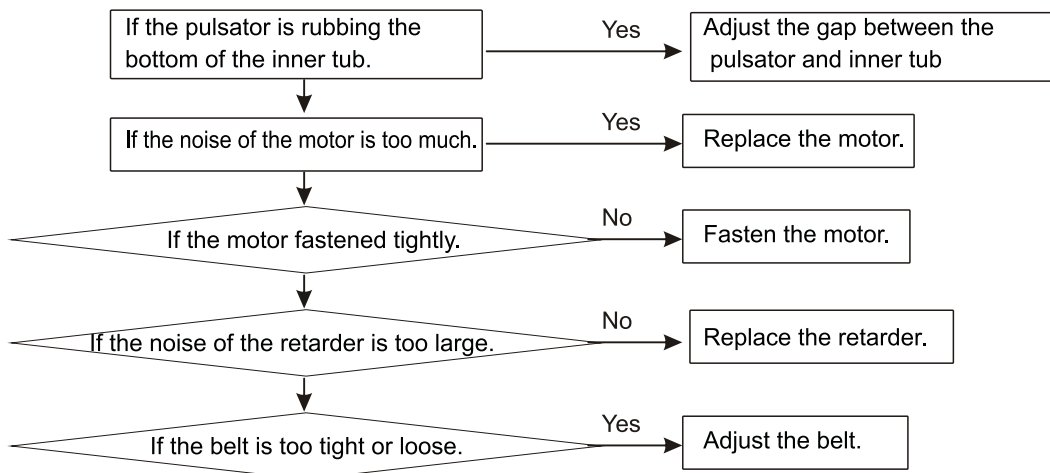 If the pulsator is rubbing the
bottom of the inner tub.
Yes
Adjust the gap between the
pulsator and inner tub
If the noise of the motor is too much.
Yes
Replace the motor.
If the motor fastened tightly.
No
Fasten the motor.
If the noise of the retarder is too large.
No
Replace the retarder.
If the belt is too tight or loose.
Yes
Adjust the belt.